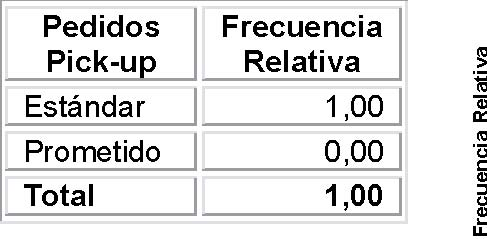 Pedidos Pick-up Frecuencia Relativa
Estándar 1,00
Prometido 0,00
Total 1,00
Frecuencia Relativa